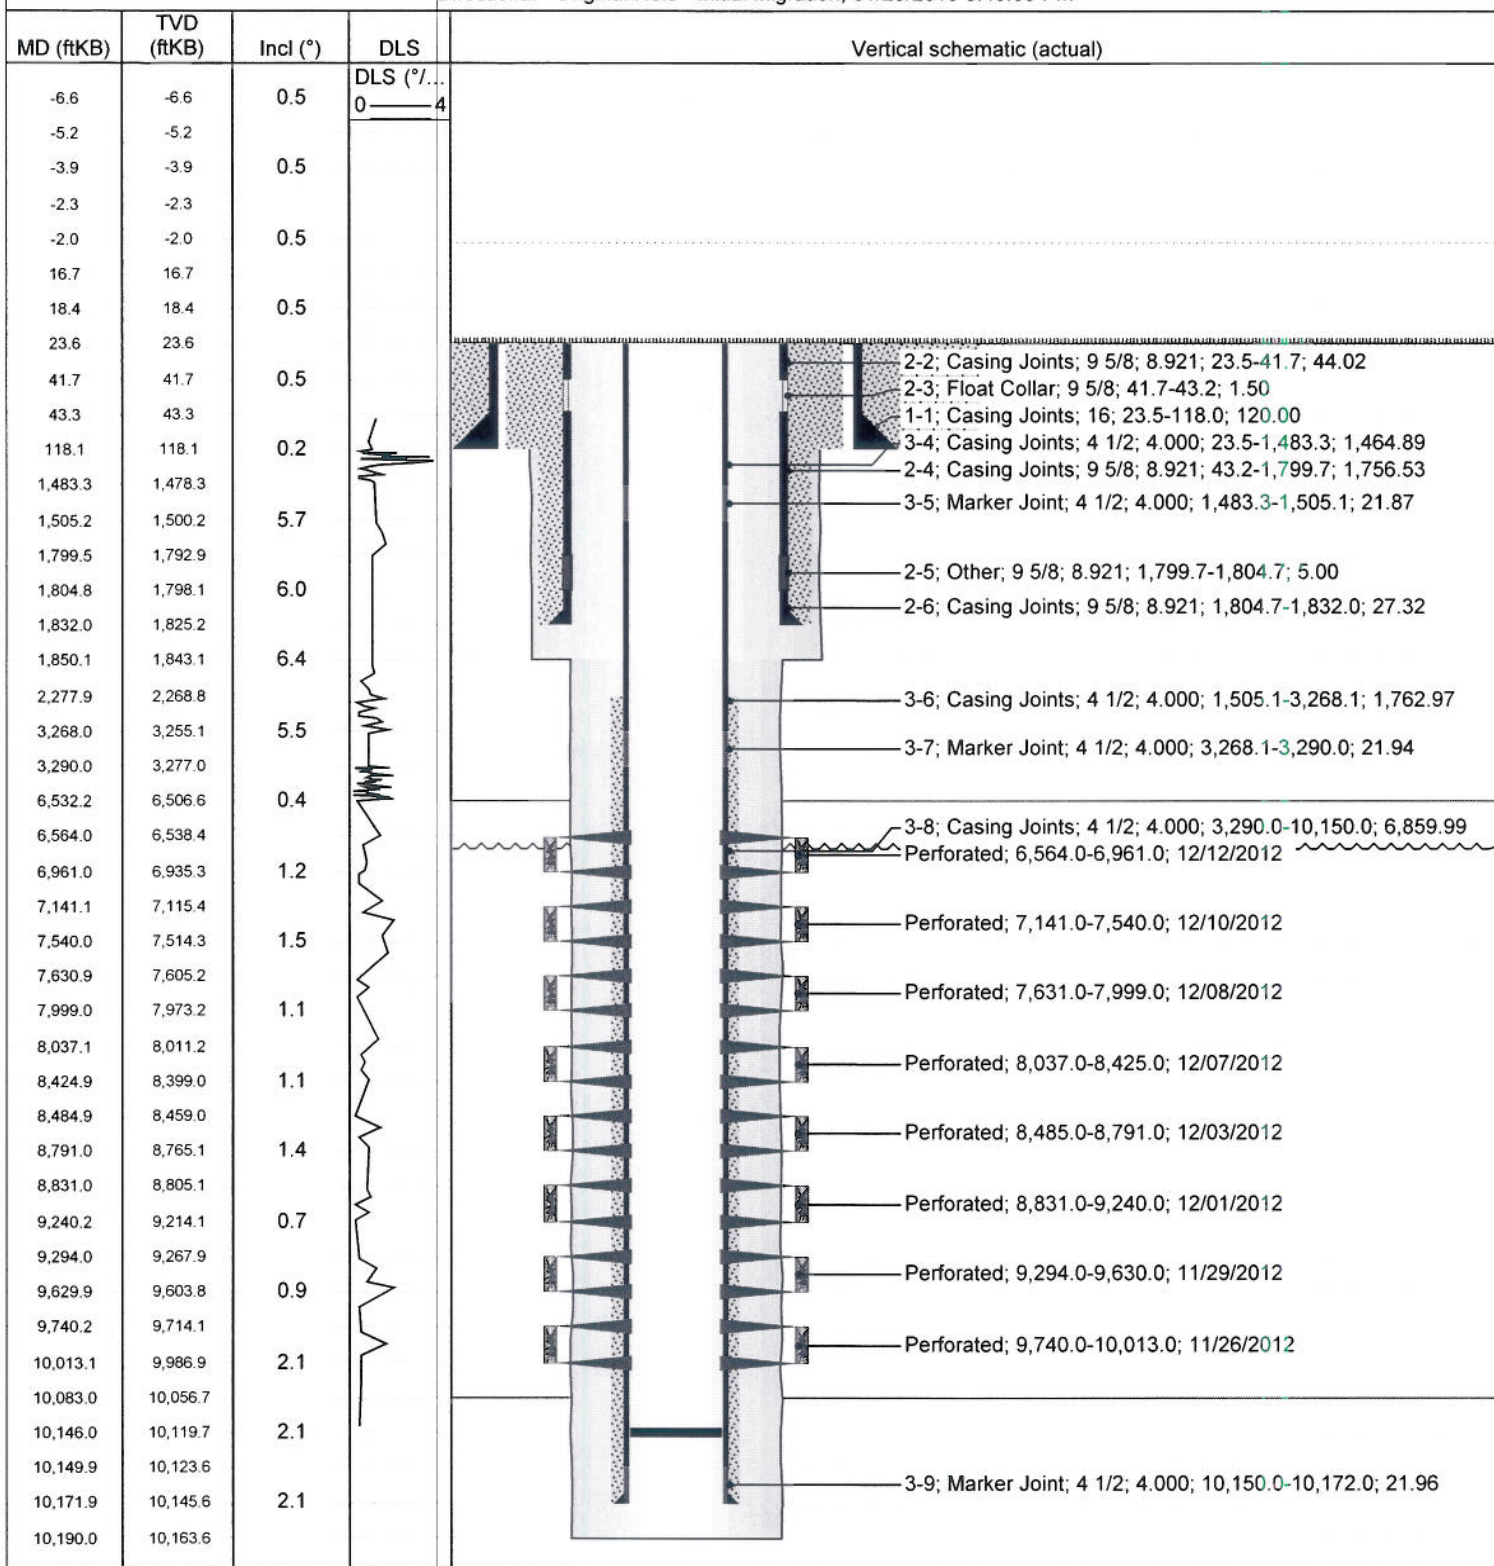 MD (ftKB) TVD (ftKB) Incl (°) DLS Vertical schematic (actual)
DLS (°/...
0 4
-6.6 -6.6 0.5
-5.2 -5.2
-3.9 -3.9 0.5
-2.3 -2.3
-2.0 -2.0 0.5
16.7 16.7
18.4 18.4 0.5
23.6 23.6
2-2; Casing Joints; 9 5/8; 8.921; 23.5-41.7; 44.02
41.7 41.7 0.5
2-3; Float Collar; 9 5/8; 41.7-43.2; 1.50
43.3 43.3
1-1; Casing Joints; 16; 23.5-118.0; 120.00
118.1 118.1 0.2
3-4; Casing Joints; 4 1/2; 4.000; 23.5-1,483.3; 1,464.89
2-4; Casing Joints; 9 5/8; 8.921; 43.2-1,799.7; 1,756.53
1,483.3 1,478.3
3-5; Marker Joint; 4 1/2; 4.000; 1,483.3-1,505.1; 21.87
1,505.2 1,500.2 5.7
1,799.5 1,792.9
2-5; Other; 9 5/8; 8.921; 1,799.7-1,804.7; 5.00
1,804.8 1,798.1 6.0
2-6; Casing Joints; 9 5/8; 8.921; 1,804.7-1,832.0; 27.32
1,832.0 1,825.2
1,850.1 1,843.1 6.4
2,277.9 2,268.8
3-6; Casing Joints; 4 1/2; 4.000; 1,505.1-3,268.1; 1,762.97
3,268.0 3,255.1 5.5
3-7; Marker Joint; 4 1/2; 4.000; 3,268.1-3,290.0; 21.94
3,290.0 3,277.0
6,532.2 6,506.6 0.4
3-8; Casing Joints; 4 1/2; 4.000; 3,290.0-10,150.0; 6,859.99
6,564.0 6,538.4
Perforated; 6,564.0-6,961.0; 12/12/2012
6,961.0 6,935.3 1.2
7,141.1 7,115.4
Perforated; 7,141.0-7,540.0; 12/10/2012
7,540.0 7,514.3 1.5
7,630.9 7,605.2
Perforated; 7,631.0-7,999.0; 12/08/2012
7,999.0 7,973.2 1.1
8,037.1 8,011.2
Perforated; 8,037.0-8,425.0; 12/07/2012
8,424.9 8,399.0 1.1
8,484.9 8,459.0
Perforated; 8,485.0-8,791.0; 12/03/2012
8,791.0 8,765.1 1.4
8,831.0 8,805.1
Perforated; 8,831.0-9,240.0; 12/01/2012
9,240.2 9,214.1 0.7
9,294.0 9,267.9
Perforated; 9,294.0-9,630.0; 11/29/2012
9,629.9 9,603.8 0.9
9,740.2 9,714.1
Perforated; 9,740.0-10,013.0; 11/26/2012
10,013.1 9,986.9 2.1
10,083.0 10,056.7
10,146.0 10,119.7 2.1
10,149.9 10,123.6
3-9; Marker Joint; 4 1/2; 4.000; 10,150.0-10,172.0; 21.96
10,171.9 10,145.6 2.1
10,190.0 10,163.6